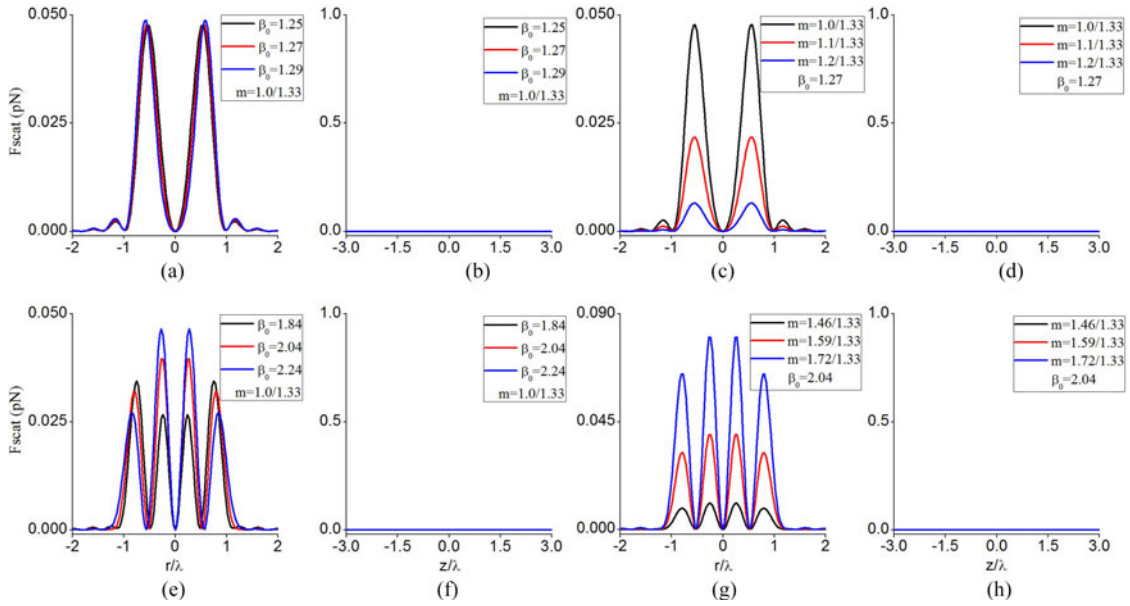 0.050
0.025
0.000
Fscat (pN)
β₀=1.25
β₀=1.27
β₀=1.29
m=1.0/1.33
-2 -1 0 1 2
(a)
1.0
0.5
0.0
β₀=1.25
β₀=1.27
β₀=1.29
m=1.0/1.33
-3.0 -1.5 0.0 1.5 3.0
(b)
0.050
0.025
0.000
m=1.0/1.33
m=1.1/1.33
m=1.2/1.33
β₀=1.27
-2 -1 0 1 2
(c)
1.0
0.5
0.0
m=1.0/1.33
m=1.1/1.33
m=1.2/1.33
β₀=1.27
-3.0 -1.5 0.0 1.5 3.0
(d)
0.050
0.025
0.000
Fscat (pN)
β₀=1.84
β₀=2.04
β₀=2.24
m=1.0/1.33
-2 -1 0 1 2
r/λ
(e)
1.0
0.5
0.0
β₀=1.84
β₀=2.04
β₀=2.24
m=1.0/1.33
-3.0 -1.5 0.0 1.5 3.0
z/λ
(f)
0.090
0.045
0.000
m=1.46/1.33
m=1.59/1.33
m=1.72/1.33
β₀=2.04
-2 -1 0 1 2
r/λ
(g)
1.0
0.5
0.0
m=1.46/1.33
m=1.59/1.33
m=1.72/1.33
β₀=2.04
-3.0 -1.5 0.0 1.5 3.0
z/λ
(h)